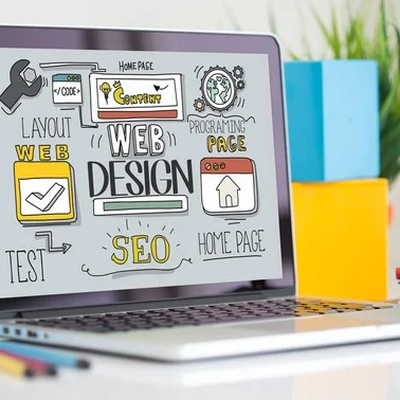 HOME PAGE
</CODE>
CONTENT
LAYOUT
WEB
PROGRAMING
WEB
PAGE
DESIGN
TEST
SEO
HOME PAGE